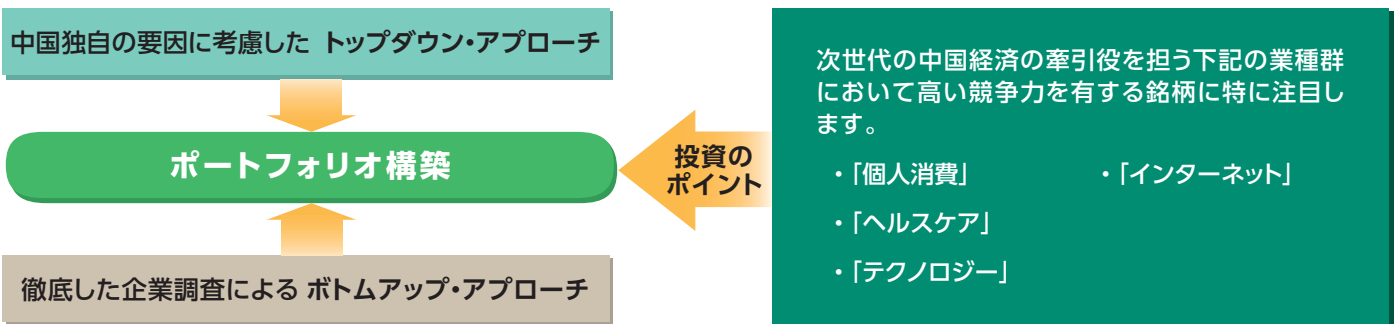 中国独自の要因に考慮した トップダウン・アプローチ
ポートフォリオ構築
徹底した企業調査による ボトムアップ・アプローチ
投資の
ポイント
次世代の中国経済の牽引役を担う下記の業種群
において高い競争力を有する銘柄に特に注目し
ます。
・「個人消費」 ・「インターネット」
・「ヘルスケア」
・「テクノロジー」